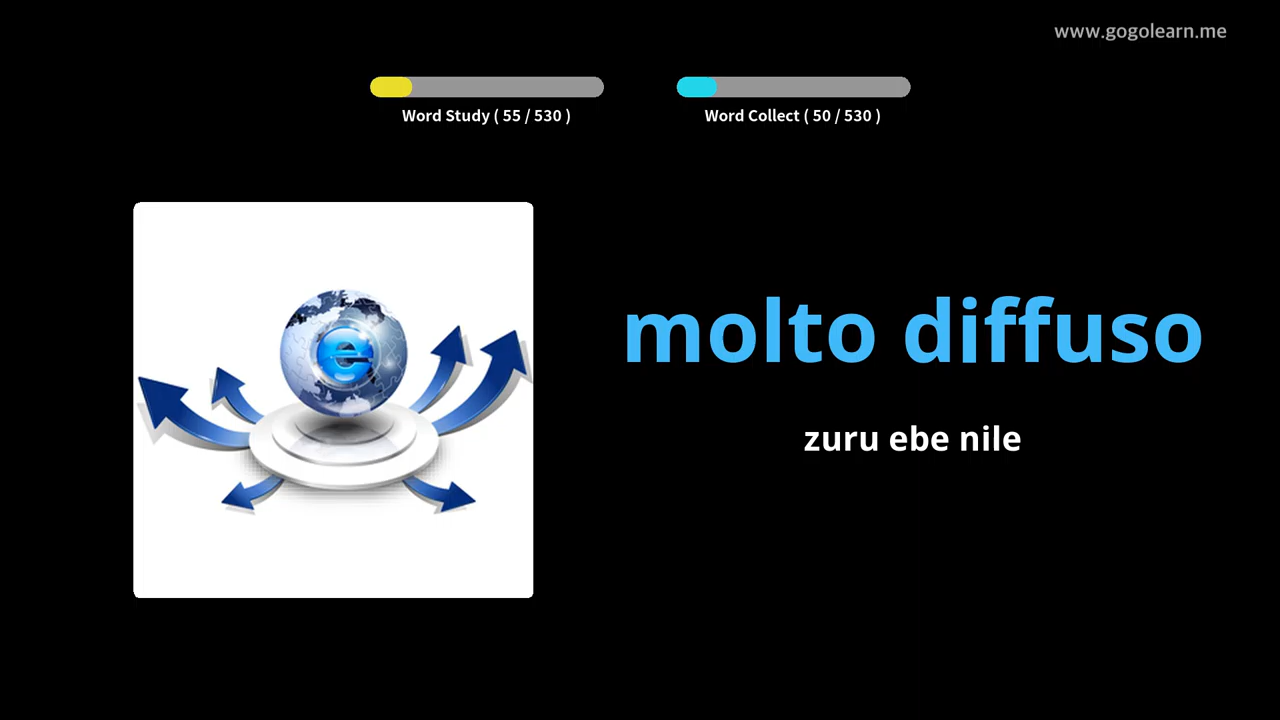 www.gogolearn.me
Word Study ( 55 / 530 )
Word Collect ( 50 / 530 )
e
molto diffuso
zuru ebe nile